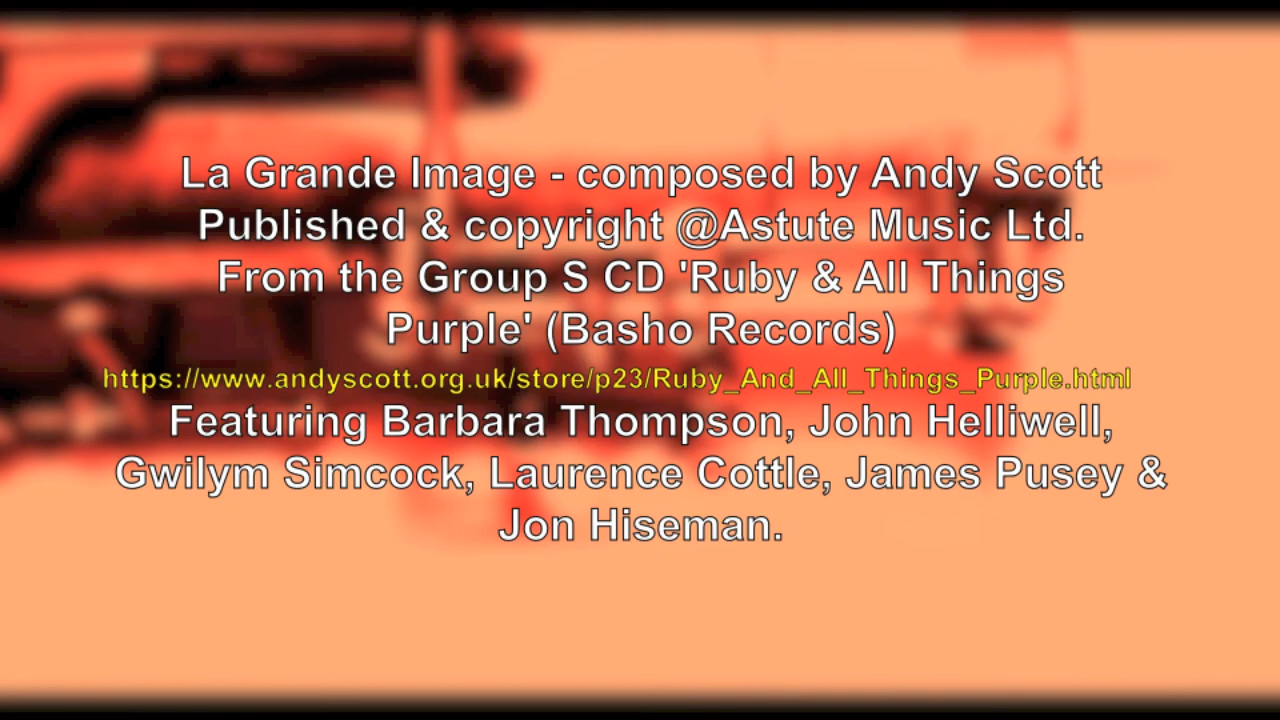 La Grande Image - composed by Andy Scott
Published & copyright @Astute Music Ltd.
From the Group S CD 'Ruby & All Things
Purple' (Basho Records)
https://www.andyscott.org.uk/store/p23/Ruby_And_All_Things_Purple.html
Featuring Barbara Thompson, John Helliwell,
Gwilym Simcock, Laurence Cottle, James Pusey &
Jon Hiseman.